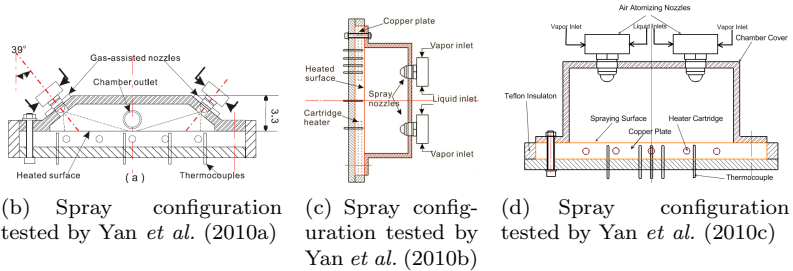 39°
Gas-assisted nozzles
Chamber outlet
3.3
Heated surface
(a)
Thermocouples
(b) Spray configuration
tested by Yan et al. (2010a)
Copper plate
Vapor inlet
Heated
surface
Spray
nozzles
Liquid inlet
Cartridge
heater
Vapor inlet
(c) Spray config-
uration tested by
Yan et al. (2010b)
Air Atomizing Nozzles
Vapor Inlet
Liquid Inlets
Vapor Inlet
Chamber Cover
Teflon Insulaton
Spraying Surface
Heater Cartridge
Copper Plate
Thermocouple
(d) Spray configuration
tested by Yan et al. (2010c)